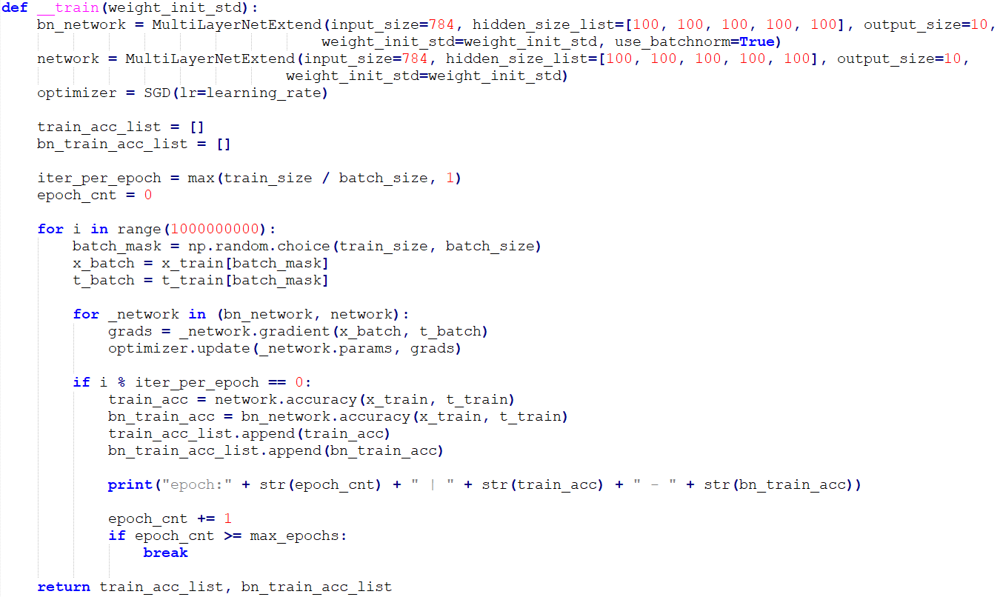 def __train(weight_init_std):
    bn_network = MultiLayerNetExtend(input_size=784, hidden_size_list=[100, 100, 100, 100, 100], output_size=10,
                                    weight_init_std=weight_init_std, use_batchnorm=True)
    network = MultiLayerNetExtend(input_size=784, hidden_size_list=[100, 100, 100, 100, 100], output_size=10,
                                weight_init_std=weight_init_std)
    optimizer = SGD(lr=learning_rate)

    train_acc_list = []
    bn_train_acc_list = []

    iter_per_epoch = max(train_size / batch_size, 1)
    epoch_cnt = 0

    for i in range(1000000000):
        batch_mask = np.random.choice(train_size, batch_size)
        x_batch = x_train[batch_mask]
        t_batch = t_train[batch_mask]

        for _network in (bn_network, network):
            grads = _network.gradient(x_batch, t_batch)
            optimizer.update(_network.params, grads)

        if i % iter_per_epoch == 0:
            train_acc = network.accuracy(x_train, t_train)
            bn_train_acc = bn_network.accuracy(x_train, t_train)
            train_acc_list.append(train_acc)
            bn_train_acc_list.append(bn_train_acc)

            print("epoch:" + str(epoch_cnt) + " | " + str(train_acc) + " - " + str(bn_train_acc))

            epoch_cnt += 1
            if epoch_cnt >= max_epochs:
                break

    return train_acc_list, bn_train_acc_list